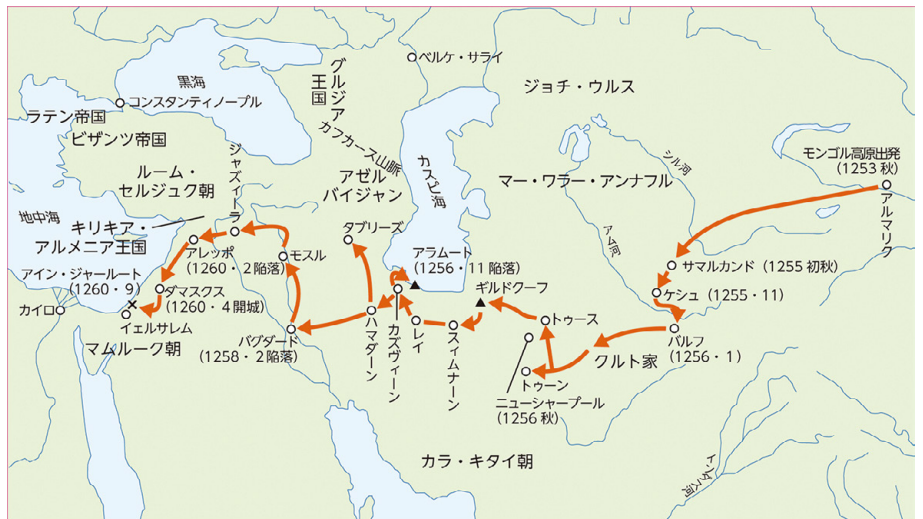 ベルケ・サライ
黒海
コンスタンティノープル
グルジア
王国
ジョチ・ウルス
ラテン帝国
ビザンツ帝国
カフカース山脈
ルーム・
セルジュク朝
ジャズィーラ
アゼル
バイジャン
カスピ海
マー・ワラー・アンナフル
シル河
アム河
モンゴル高原出発
(1253秋)
アルマリク
地中海
キリキア・
アルメニア王国
タブリーズ
アラムート
(1256・11陥落)
サマルカンド(1255初秋)
アレッポ
(1260・2陥落)
モスル
ギルドクーフ
ケシュ(1255・11)
アイン・ジャールート
(1260・9)
ダマスクス
(1260・4開城)
カイロ
イェルサレム
マムルーク朝
バグダード
(1258・2陥落)
ハマダーン
カズヴィーン
レイ
スィムナーン
トゥース
バルフ
(1256・1)
クルト家
トゥーン
ニューシャープール
(1256秋)
カラ・キタイ朝
インダス河